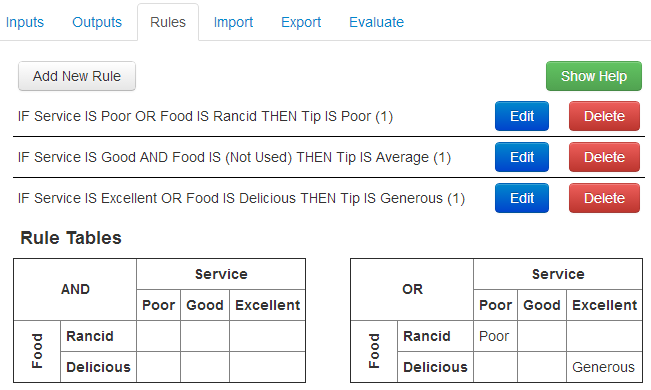 Inputs Outputs Rules Import Export Evaluate
Add New Rule Show Help
IF Service IS Poor OR Food IS Rancid THEN Tip IS Poor (1) Edit Delete
IF Service IS Good AND Food IS (Not Used) THEN Tip IS Average (1) Edit Delete
IF Service IS Excellent OR Food IS Delicious THEN Tip IS Generous (1) Edit Delete
Rule Tables
AND Service
Poor Good Excellent
Food Rancid
Delicious
OR Service
Poor Good Excellent
Food Rancid Poor
Delicious Generous